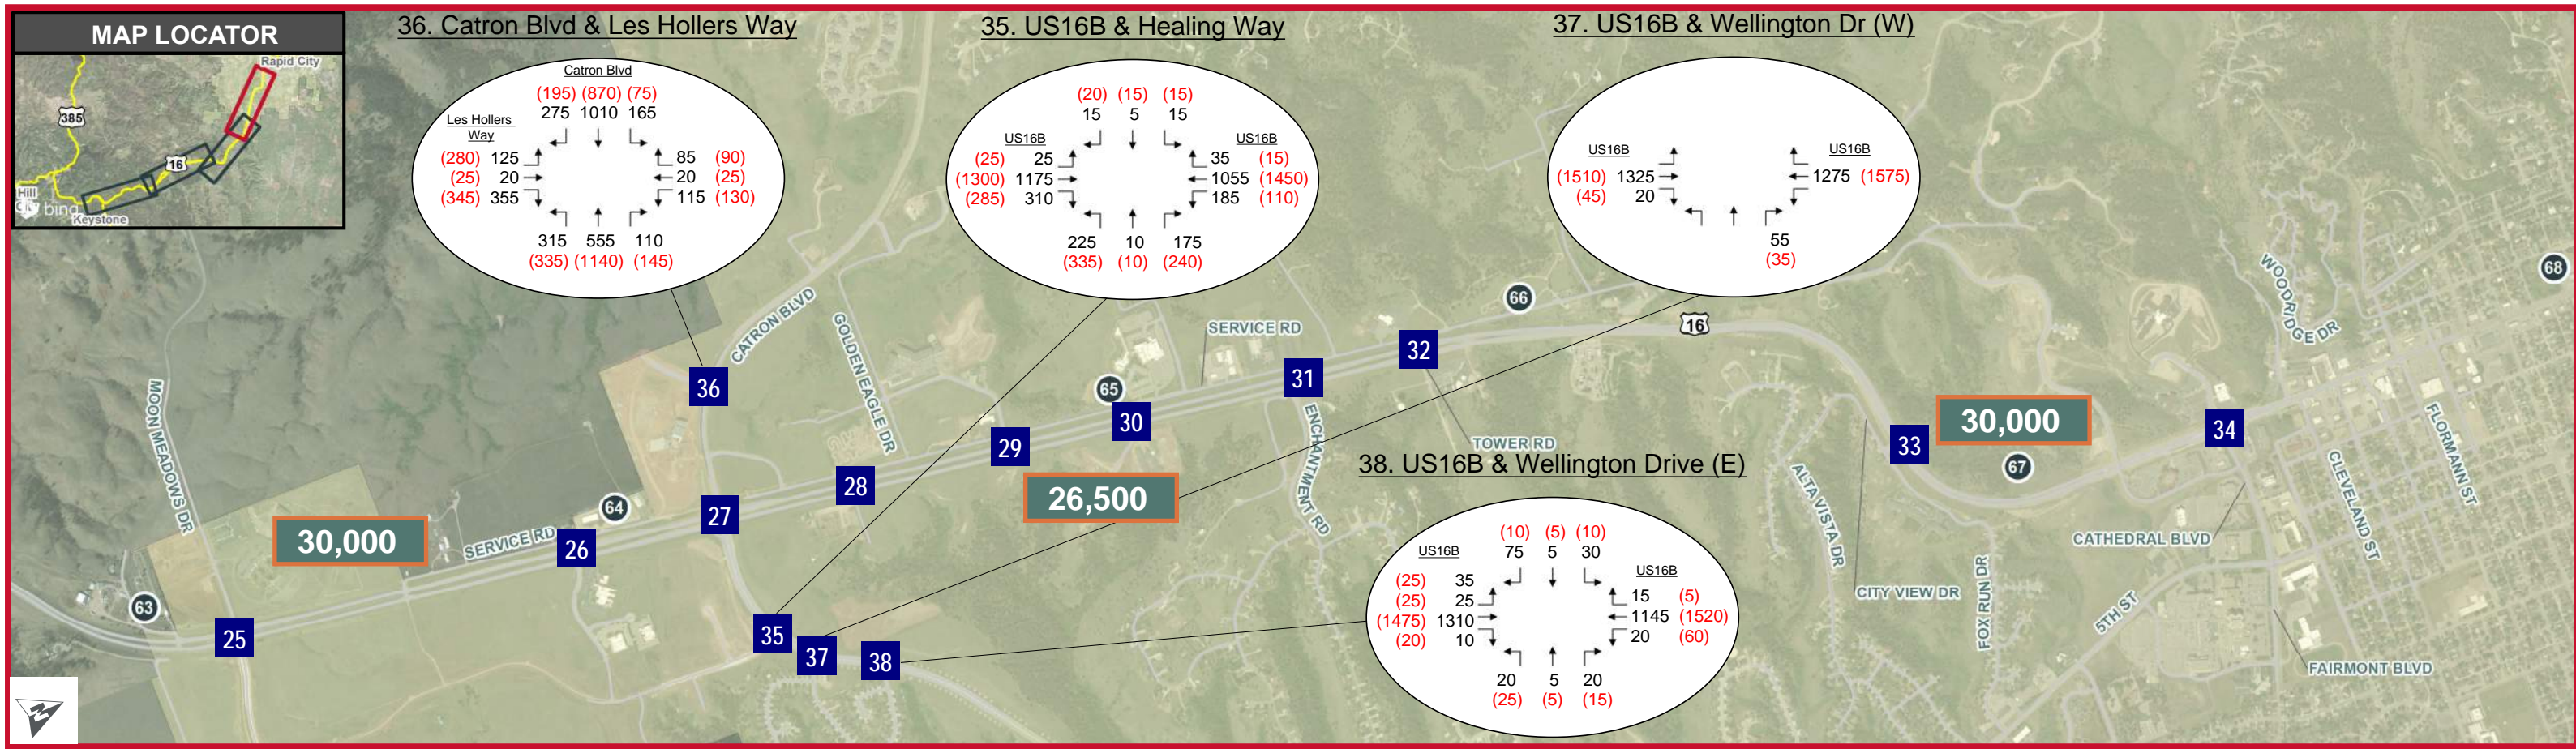 MAP LOCATOR
Rapid City
385
16
Hill City
bing
Keystone
36. Catron Blvd & Les Hollers Way
Catron Blvd
(195) (870) (75)
275 1010 165
Les Hollers
Way
(280) 125
(25) 20
(345) 355
85 (90)
20 (25)
115 (130)
315 555 110
(335) (1140) (145)
35. US16B & Healing Way
(20) (15) (15)
15 5 15
US16B
US16B
(25) 25
(1300) 1175
(285) 310
35 (15)
1055 (1450)
185 (110)
225 10 175
(335) (10) (240)
37. US16B & Wellington Dr (W)
US16B
US16B
(1510) 1325
(45) 20
1275 (1575)
55
(35)
38. US16B & Wellington Drive (E)
(10) (5) (10)
75 5 30
US16B
US16B
(25) 35
(25) 25
(1475) 1310
(20) 10
15 (5)
1145 (1520)
20 (60)
20 5 20
(25) (5) (15)
MOON MEADOWS DR
63
25
30,000
SERVICE RD
26
64
27
36
CATRON BLVD
GOLDEN EAGLE DR
28
29
65
30
26,500
35
37
38
SERVICE RD
31
ENCHANTMENT RD
32
TOWER RD
66
16
ALTA VISTA DR
CITY VIEW DR
33
30,000
67
FOX RUN DR
5TH ST
CATHEDRAL BLVD
34
FAIRMONT BLVD
CLEVELAND ST
FLORMANN ST
WOODRIDGE DR
68
N